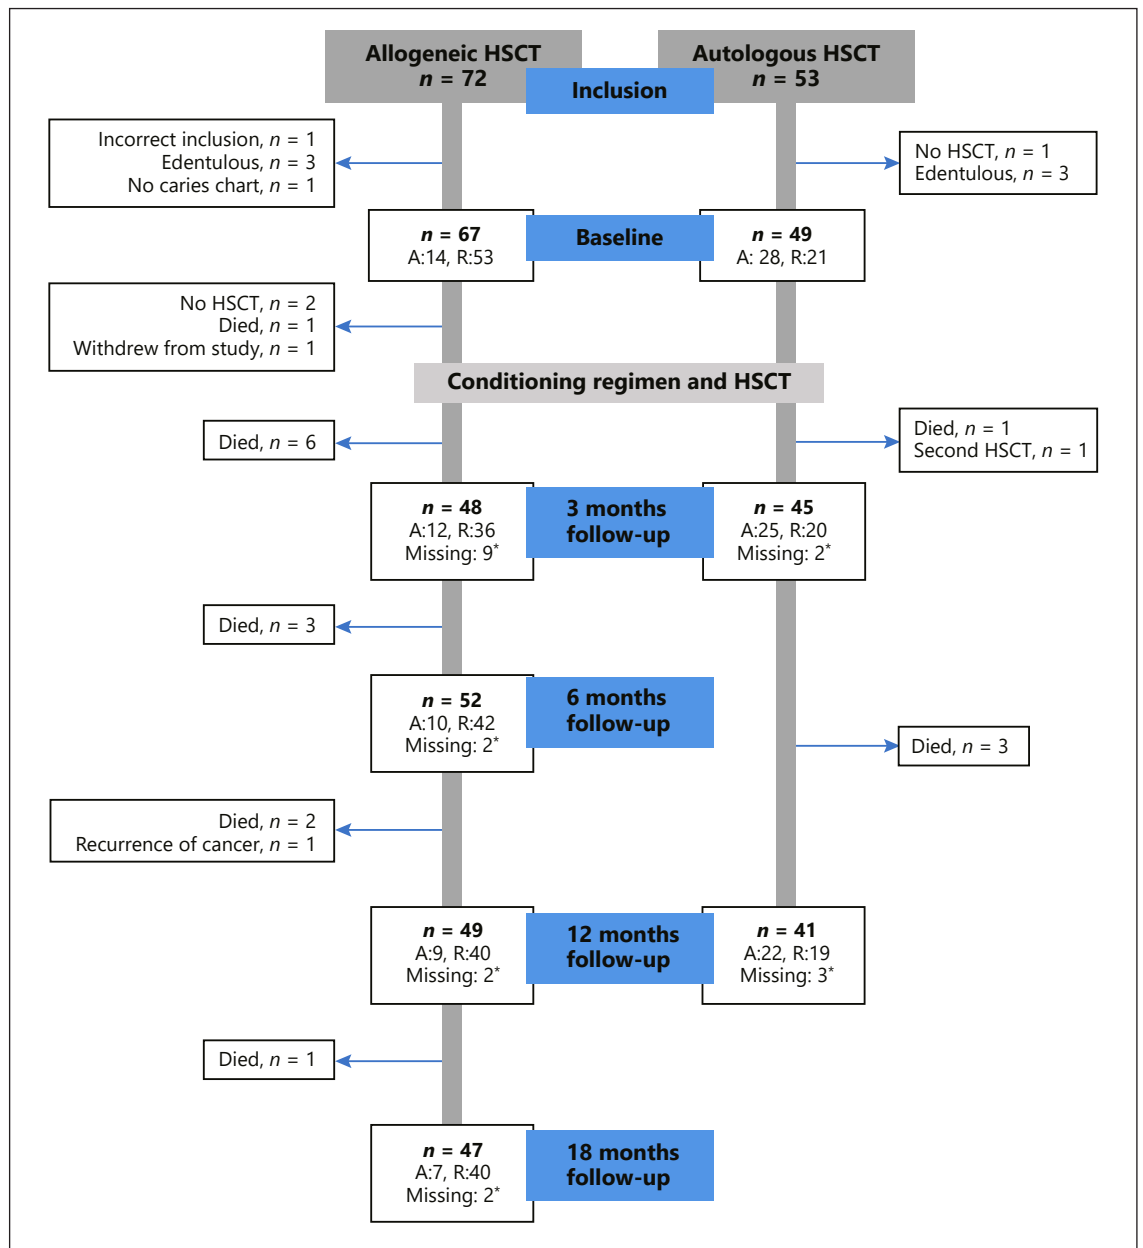 Allogeneic HSCT
n = 72
Autologous HSCT
n = 53
Inclusion
Incorrect inclusion, n = 1
Edentulous, n = 3
No caries chart, n = 1
No HSCT, n = 1
Edentulous, n = 3
n = 67
A:14, R:53
Baseline
n = 49
A: 28, R:21
No HSCT, n = 2
Died, n = 1
Withdrew from study, n = 1
Conditioning regimen and HSCT
Died, n = 6
Died, n = 1
Second HSCT, n = 1
n = 48
A:12, R:36
Missing: 9*
3 months
follow-up
n = 45
A:25, R:20
Missing: 2*
Died, n = 3
n = 52
A:10, R:42
Missing: 2*
6 months
follow-up
Died, n = 3
Died, n = 2
Recurrence of cancer, n = 1
n = 49
A:9, R:40
Missing: 2*
12 months
follow-up
n = 41
A:22, R:19
Missing: 3*
Died, n = 1
n = 47
A:7, R:40
Missing: 2*
18 months
follow-up